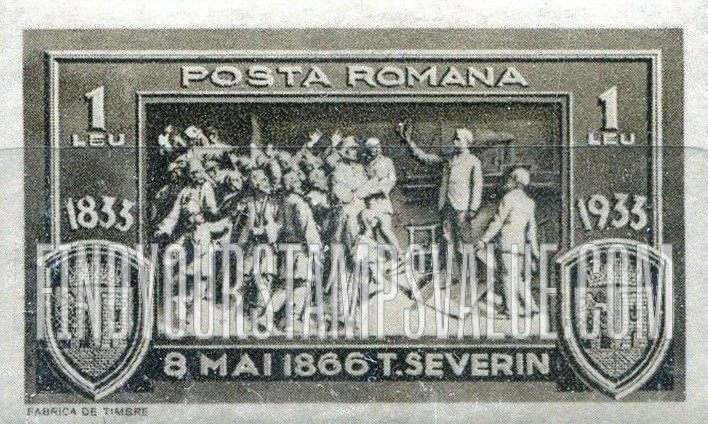 POSTA ROMANA
1 LEU
1 LEU
1833
1933
FINDYOURSTAMPSVALUE.COM
8 MAI 1866 T. SEVERIN
FABRICA DE TIMBRE